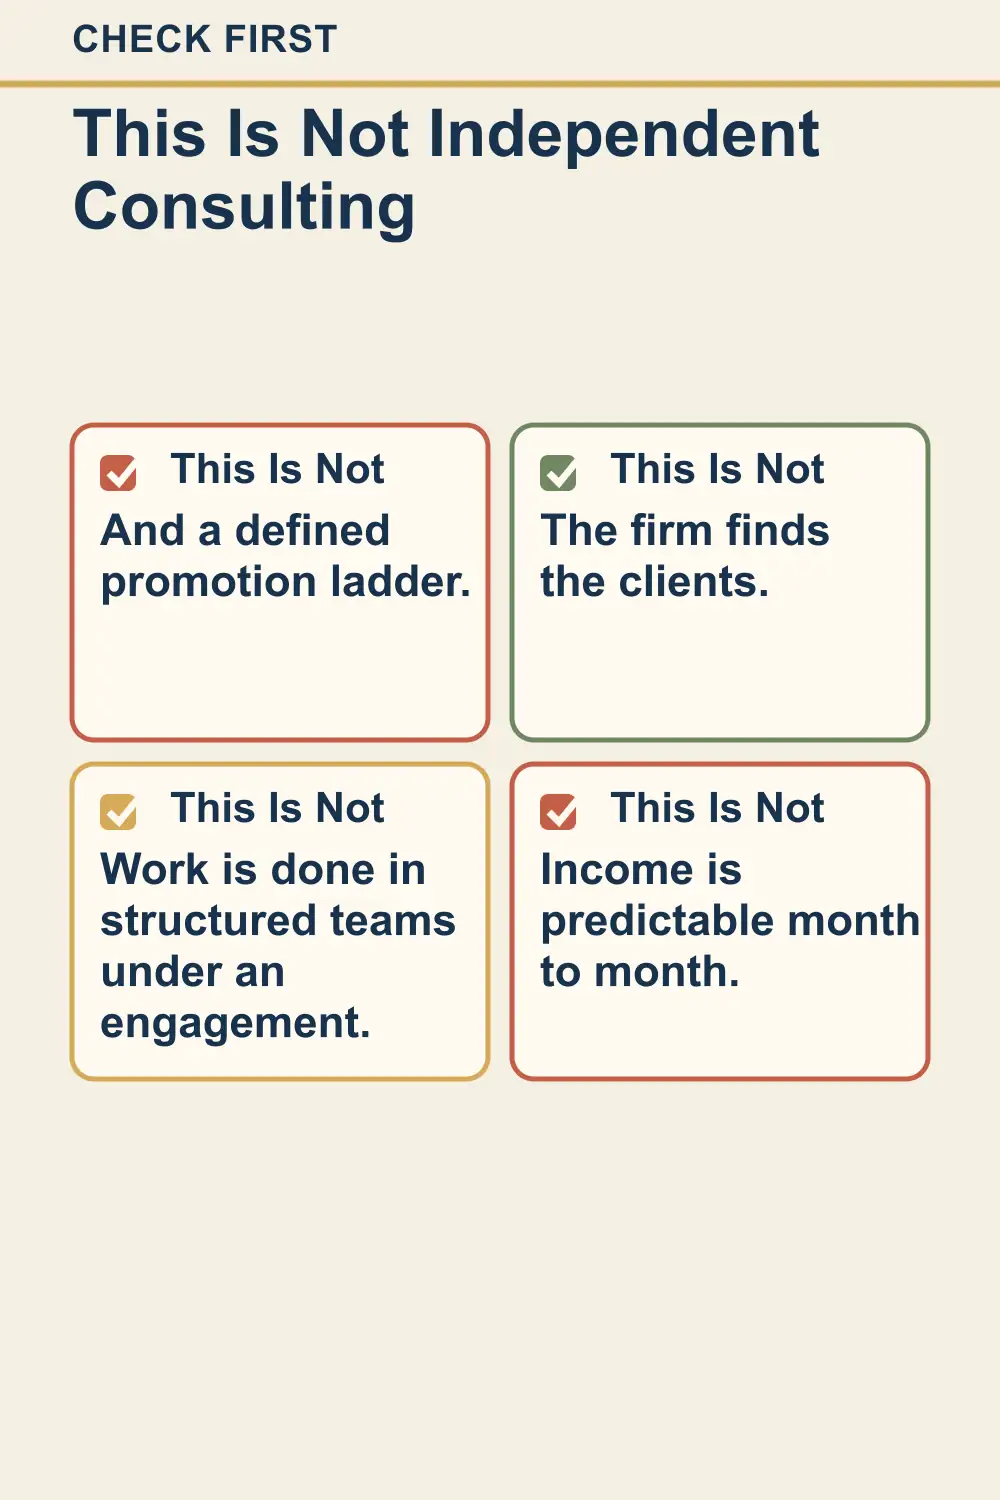 CHECK FIRST
This Is Not Independent
Consulting
This Is Not
And a defined
promotion ladder.
This Is Not
The firm finds
the clients.
This Is Not
Work is done in
structured teams
under an
engagement.
This Is Not
Income is
predictable month
to month.